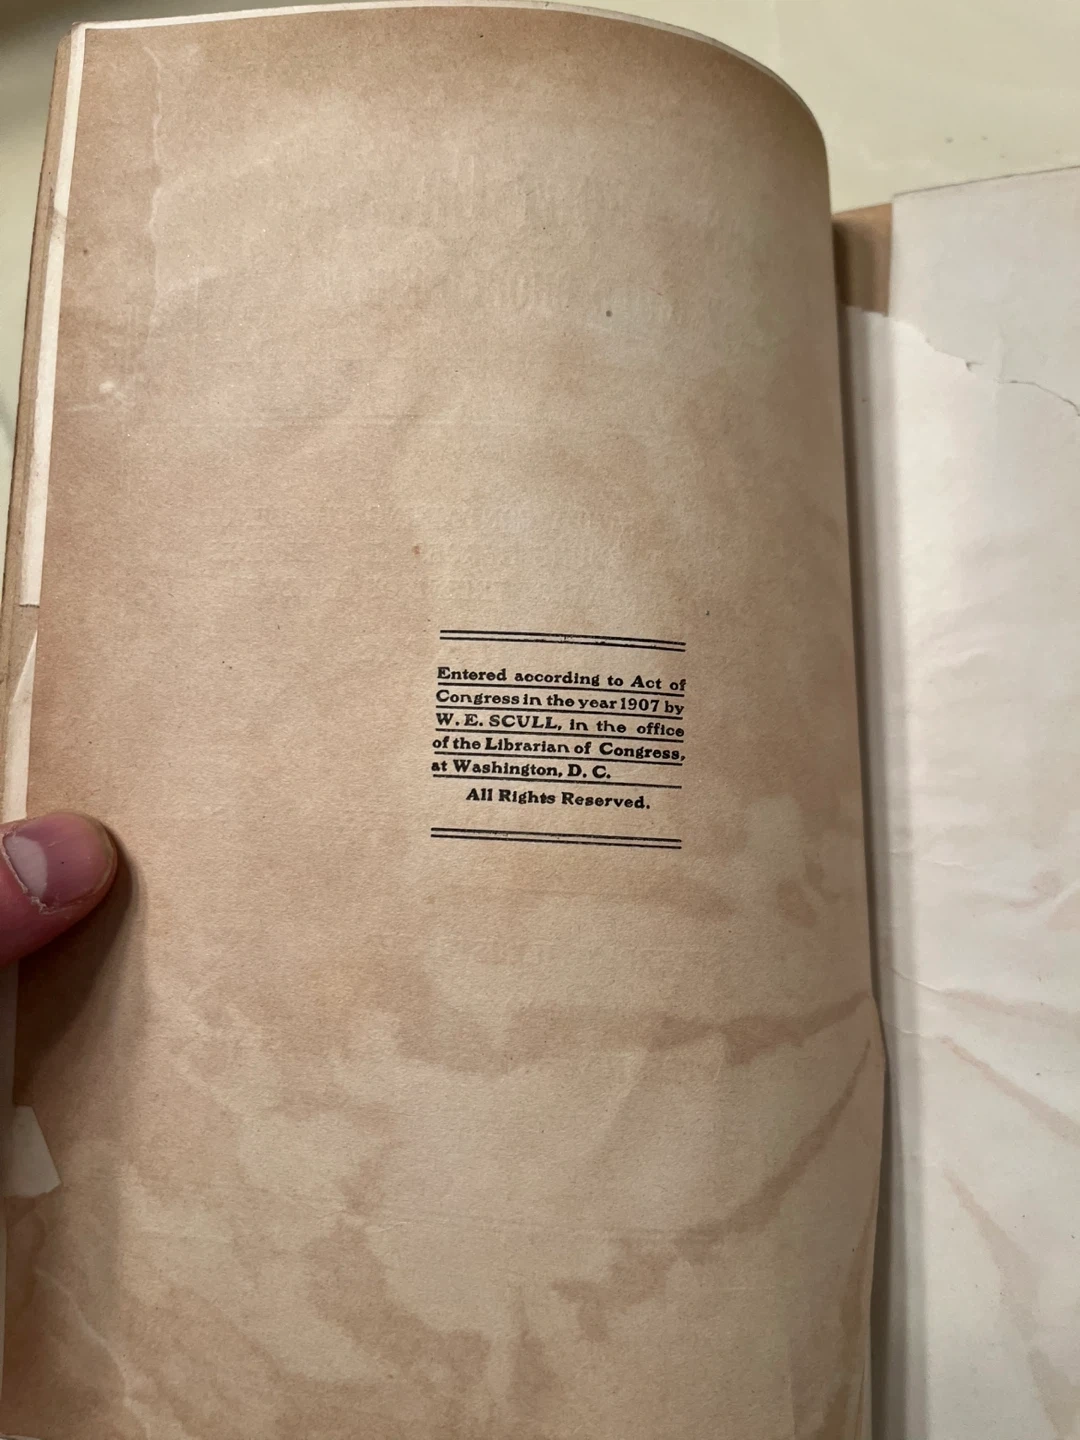 Entered according to Act of
Congress in the year 1907 by
W. E. SCULL, in the office
of the Librarian of Congress,
at Washington, D. C.
All Rights Reserved.